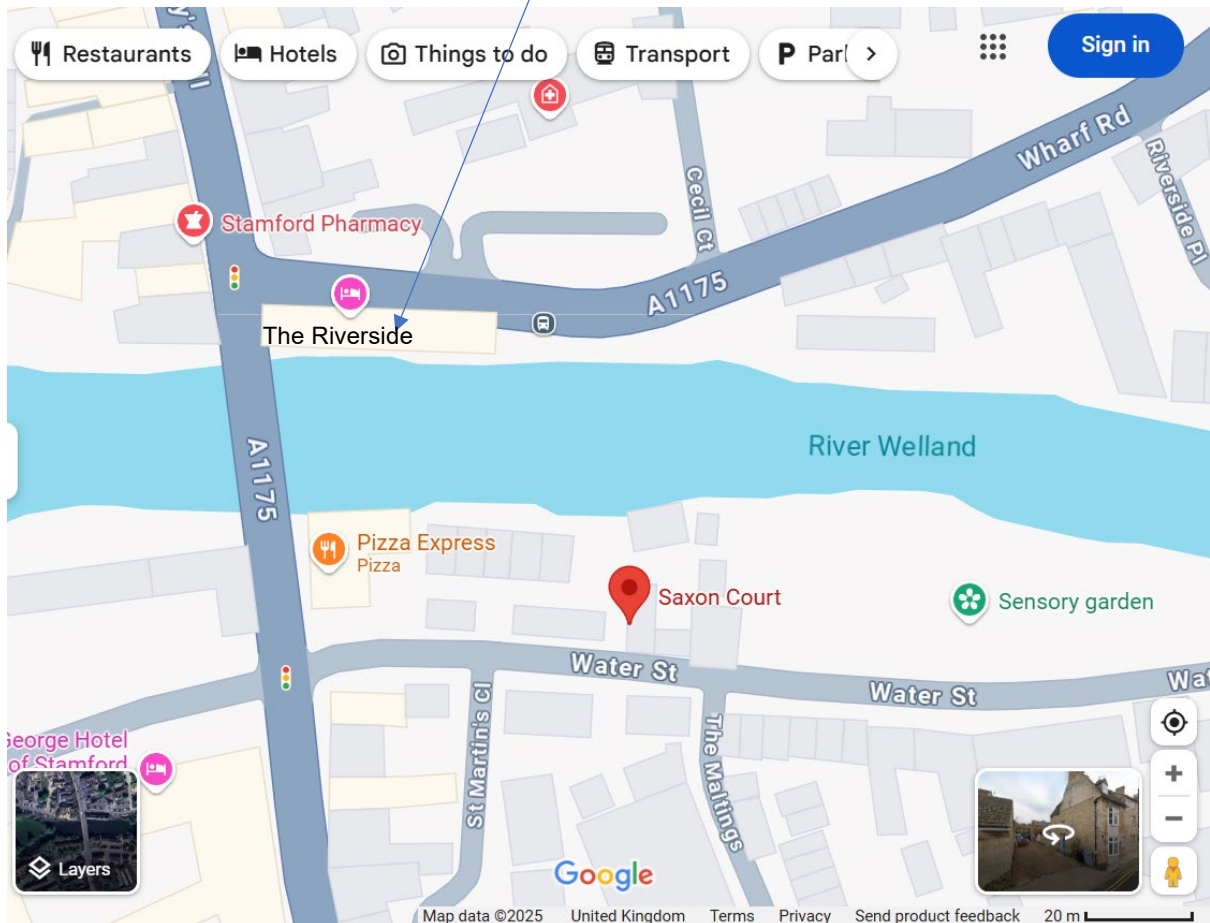 Restaurants
Hotels
Things to do
Transport
P
Sign in
Wharf Rd
Riverside Pl
Cecil Ct
Stamford Pharmacy
A1175
The Riverside
River Welland
A1175
Pizza Express
Pizza
Saxon Court
Sensory garden
Water St
Water St
St Martin's Cl
The Maltings
George Hotel
of Stamford
Layers
Google
Map data ©2025 United Kingdom Terms Privacy Send product feedback 20 m